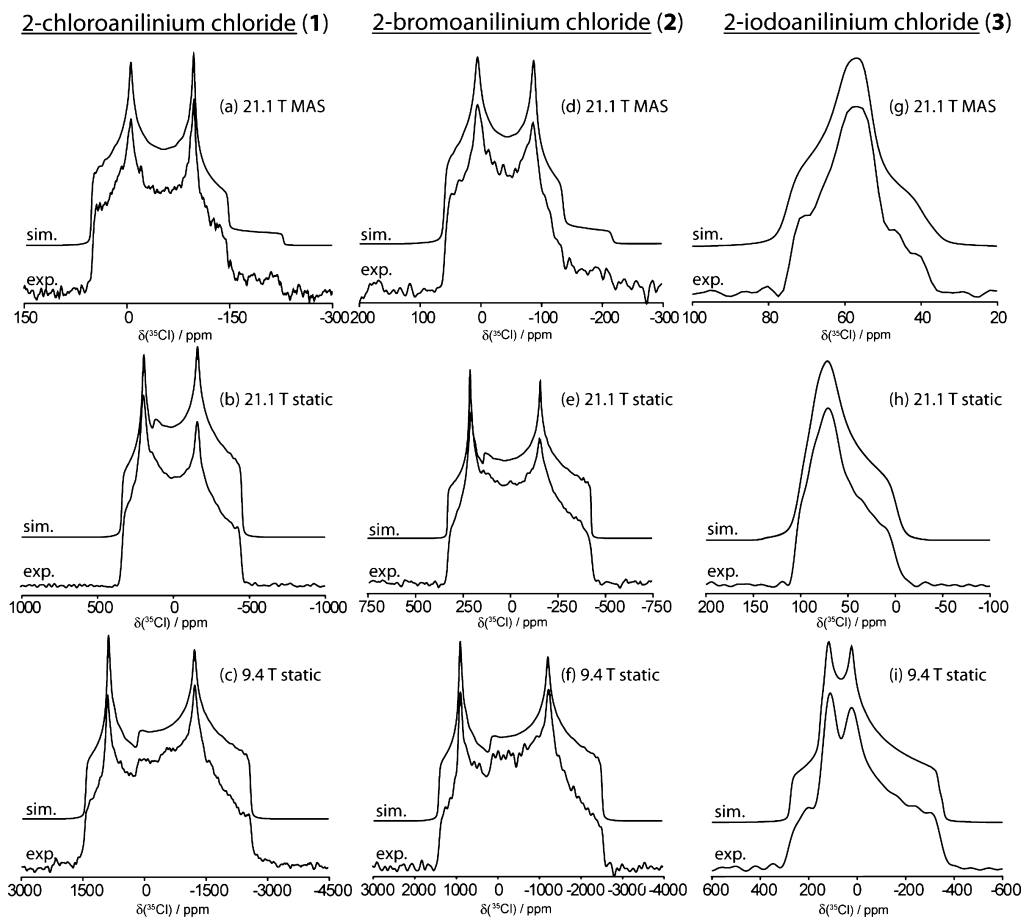 2-chloroanilinium chloride (1)
2-bromoanilinium chloride (2)
2-iodoanilinium chloride (3)
(a) 21.1 T MAS
sim.
exp.
150 0 -150 -300
δ(³⁵Cl) / ppm
(d) 21.1 T MAS
sim.
exp.
200 100 0 -100 -200 -300
δ(³⁵Cl) / ppm
(g) 21.1 T MAS
sim.
exp.
100 80 60 40 20
δ(³⁵Cl) / ppm
(b) 21.1 T static
sim.
exp.
1000 500 0 -500 -1000
δ(³⁵Cl) / ppm
(e) 21.1 T static
sim.
exp.
750 500 250 0 -250 -500 -750
δ(³⁵Cl) / ppm
(h) 21.1 T static
sim.
exp.
200 150 100 50 0 -50 -100
δ(³⁵Cl) / ppm
(c) 9.4 T static
sim.
exp.
3000 1500 0 -1500 -3000 -4500
δ(³⁵Cl) / ppm
(f) 9.4 T static
sim.
exp.
3000 2000 1000 0 -1000 -2000 -3000 -4000
δ(³⁵Cl) / ppm
(i) 9.4 T static
sim.
exp.
600 400 200 0 -200 -400 -600
δ(³⁵Cl) / ppm